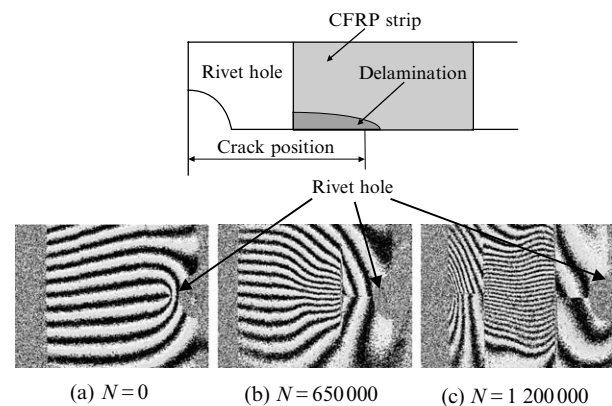 CFRP strip
Rivet hole
Delamination
Crack position
Rivet hole
(a) N=0
(b) N=650 000
(c) N=1 200 000